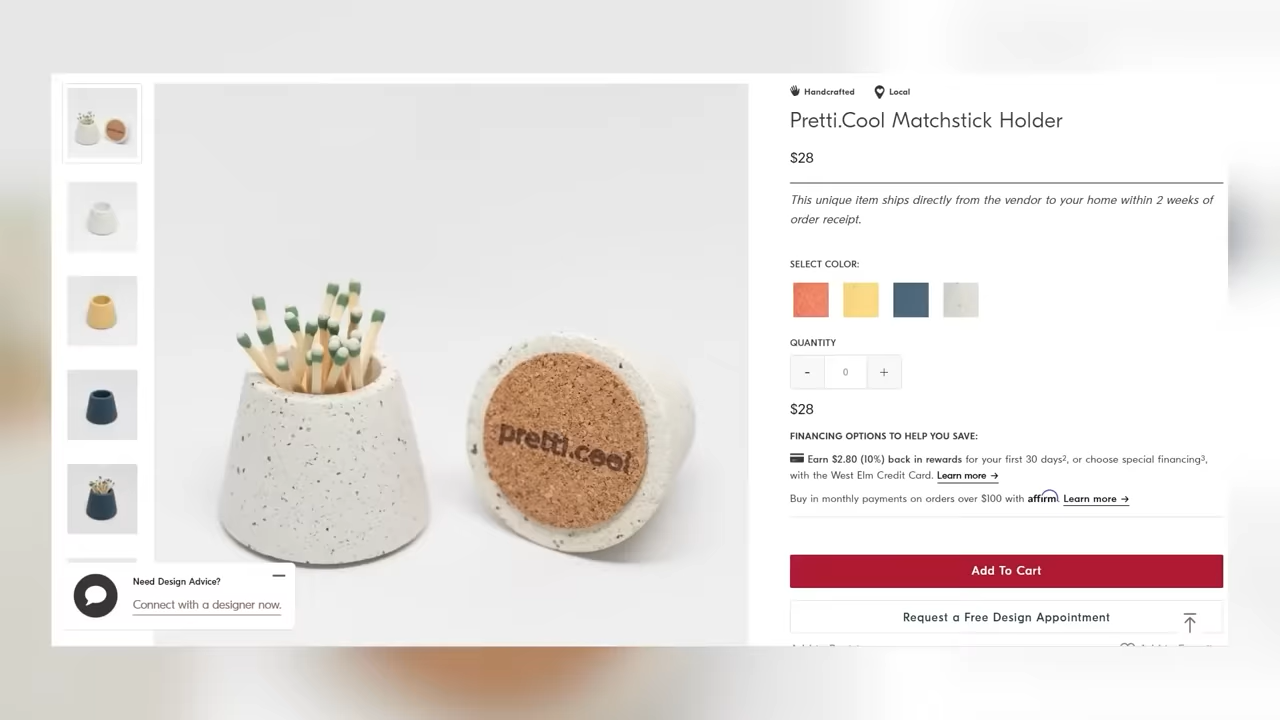 Handcrafted Local
Pretti.Cool Matchstick Holder
$28
This unique item ships directly from the vendor to your home within 2 weeks of
order receipt.
SELECT COLOR:
QUANTITY
- 0 +
$28
FINANCING OPTIONS TO HELP YOU SAVE:
Earn $2.80 (10%) back in rewards for your first 30 days², or choose special financing³,
with the West Elm Credit Card. Learn more →
Buy in monthly payments on orders over $100 with affirm. Learn more →
Add To Cart
Request a Free Design Appointment
pretti.cool
Need Design Advice?
Connect with a designer now.